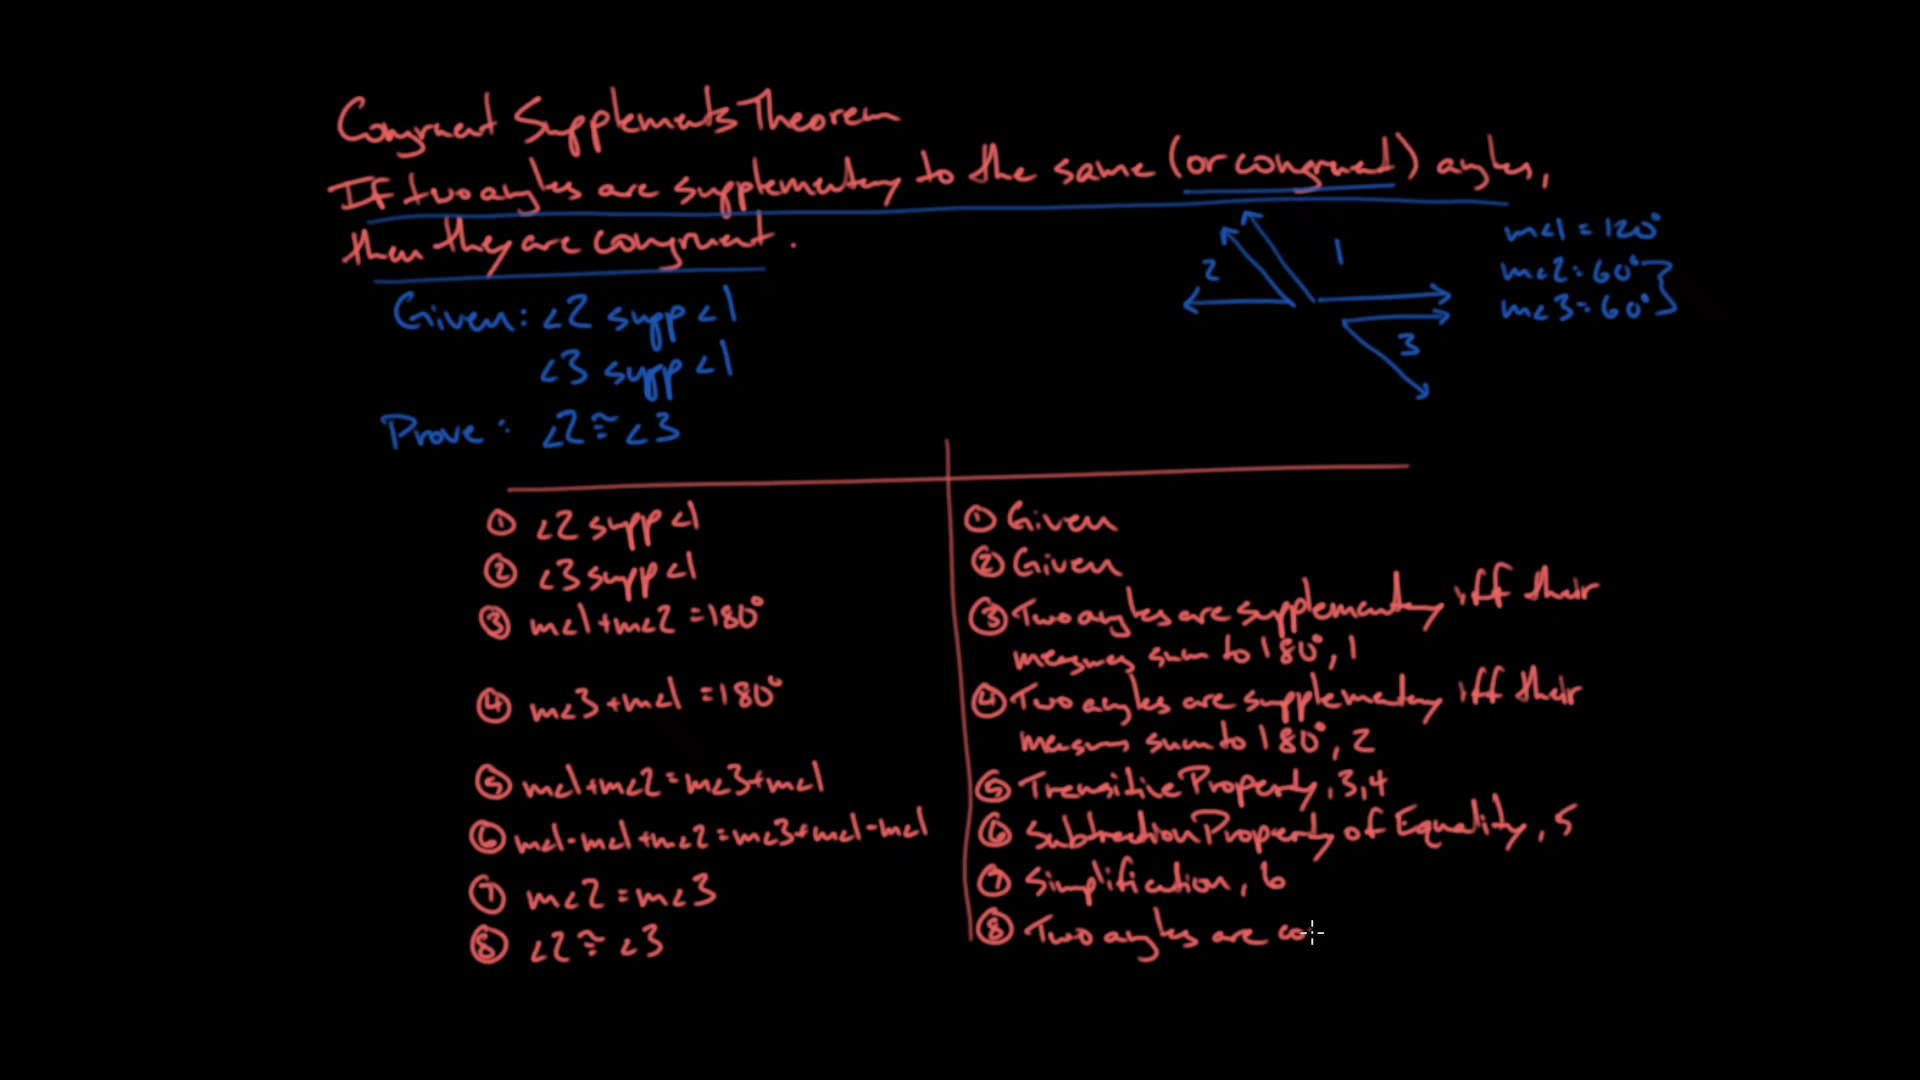 Congruent Supplements Theorem
If two angles are supplementary to the same (or congruent) angles,
then they are congruent.
Given: ∠2 supp ∠1
∠3 supp ∠1
Prove: ∠2 ≅ ∠3
2
1
3
m∠1 = 120°
m∠2 = 60°
m∠3 = 60°
① ∠2 supp ∠1
② ∠3 supp ∠1
③ m∠1+m∠2 = 180°
④ m∠3+m∠1 = 180°
⑤ m∠1+m∠2 = m∠3+m∠1
⑥ m∠1-m∠1+m∠2 = m∠3+m∠1-m∠1
⑦ m∠2 = m∠3
⑧ ∠2 ≅ ∠3
① Given
② Given
③ Two angles are supplementary iff their
measures sum to 180°, 1
④ Two angles are supplementary iff their
measures sum to 180°, 2
⑤ Transitive Property, 3,4
⑥ Subtraction Property of Equality, 5
⑦ Simplification, 6
⑧ Two angles are co